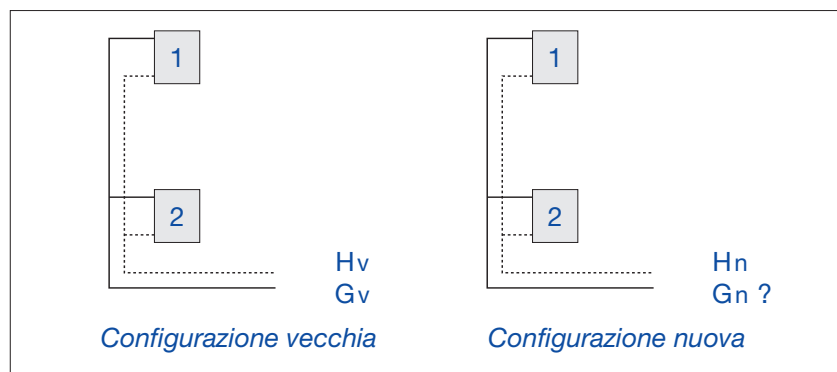 1
2
Hv
Gv
Configurazione vecchia
1
2
Hn
Gn ?
Configurazione nuova